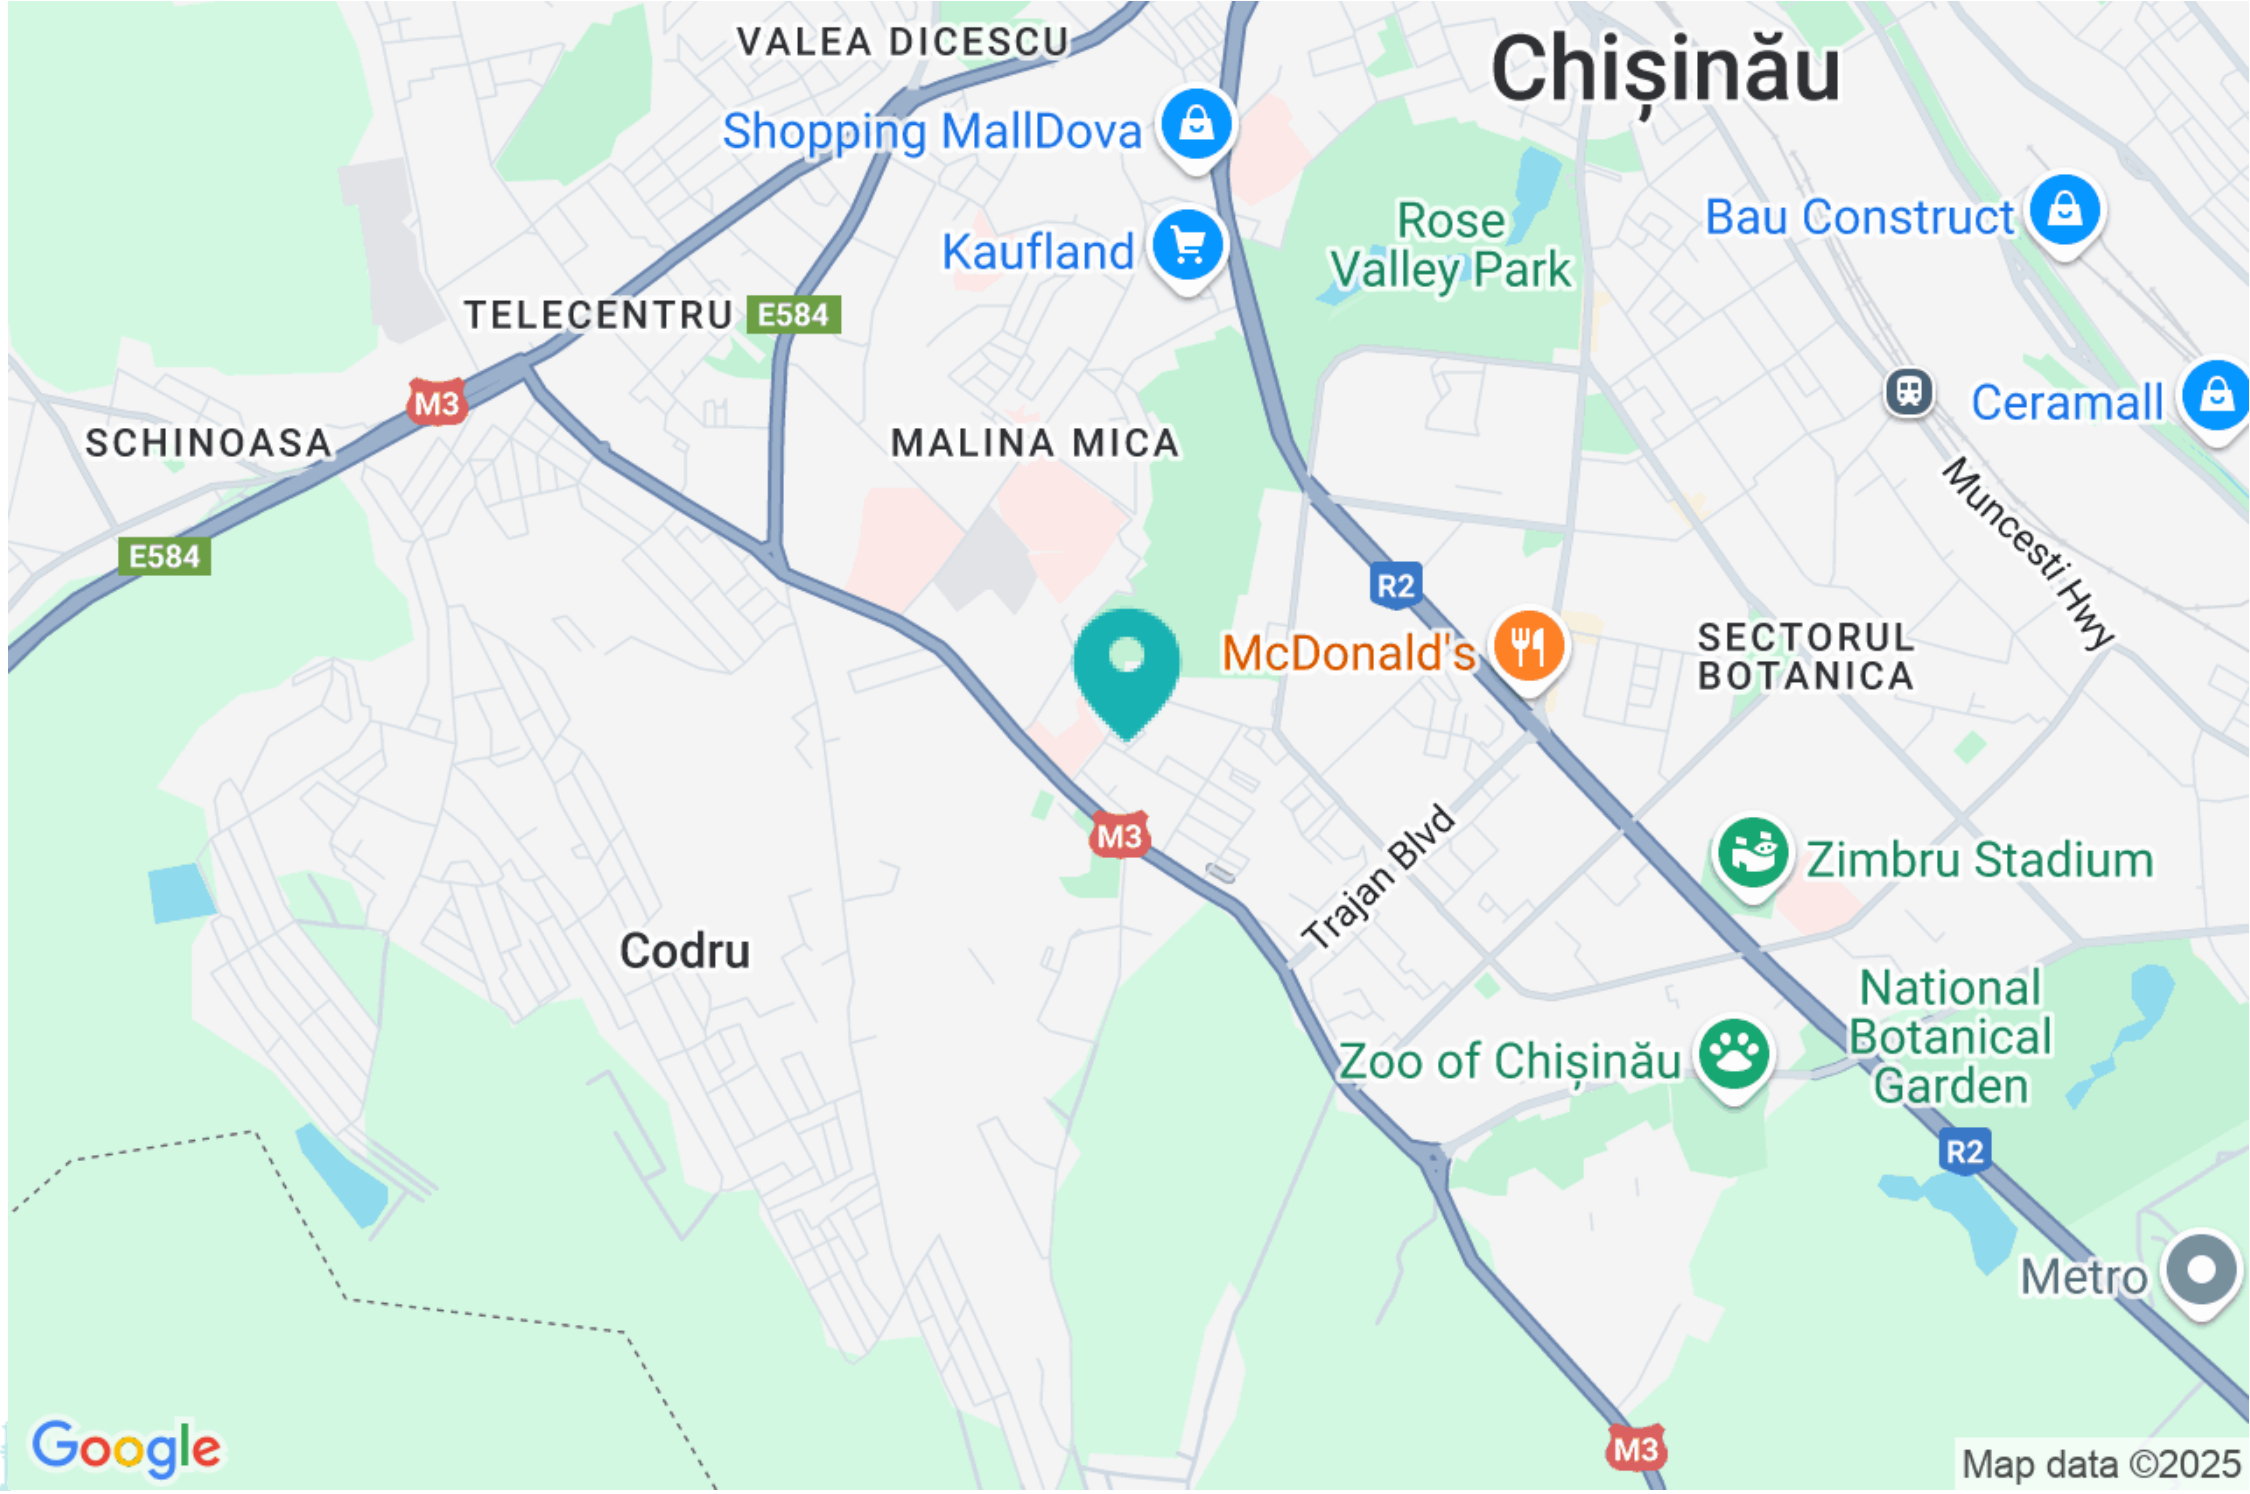 VALEA DICESCU
Chișinău
Shopping MallDova
Rose
Valley Park
Bau Construct
Kaufland
TELECENTRU
E584
M3
Ceramall
SCHINOASA
MALINA MICA
Muncesti Hwy
E584
R2
McDonald's
SECTORUL
BOTANICA
M3
Trajan Blvd
Zimbru Stadium
Codru
National
Botanical
Garden
Zoo of Chișinău
R2
Metro
M3
Google
Map data ©2025